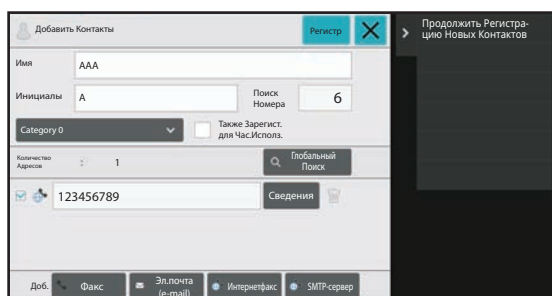 Добавить Контакты
Регистр
Продолжить Регистра-
цию Новых Контактов
Имя
AAA
Инициалы
A
Поиск
Номера
6
Category 0
Также Зарегист.
для Час.Исполз.
Количество
Адресов
:
1
Глобальный
Поиск
123456789
Сведения
Доб.
Факс
Эл.почта
(e-mail)
Интернетфакс
SMTP-сервер